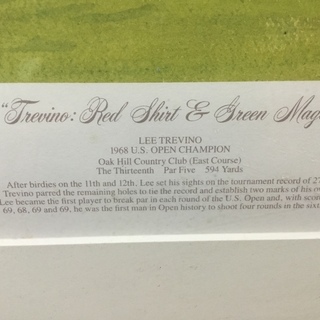 "Trevino: Red Shirt & Green Mag
LEE TREVINO
1968 U.S. OPEN CHAMPION
Oak Hill Country Club (East Course)
The Thirteenth Par Five 594 Yards
After birdies on the 11th and 12th, Lee set his sights on the tournament record of 27
Trevino parred the remaining holes to tie the record and establish two marks of his ow
Lee became the first player to break par in each round of the U.S. Open and, with scor
69, 68, 69 and 69, he was the first man in Open history to shoot four rounds in the sixti